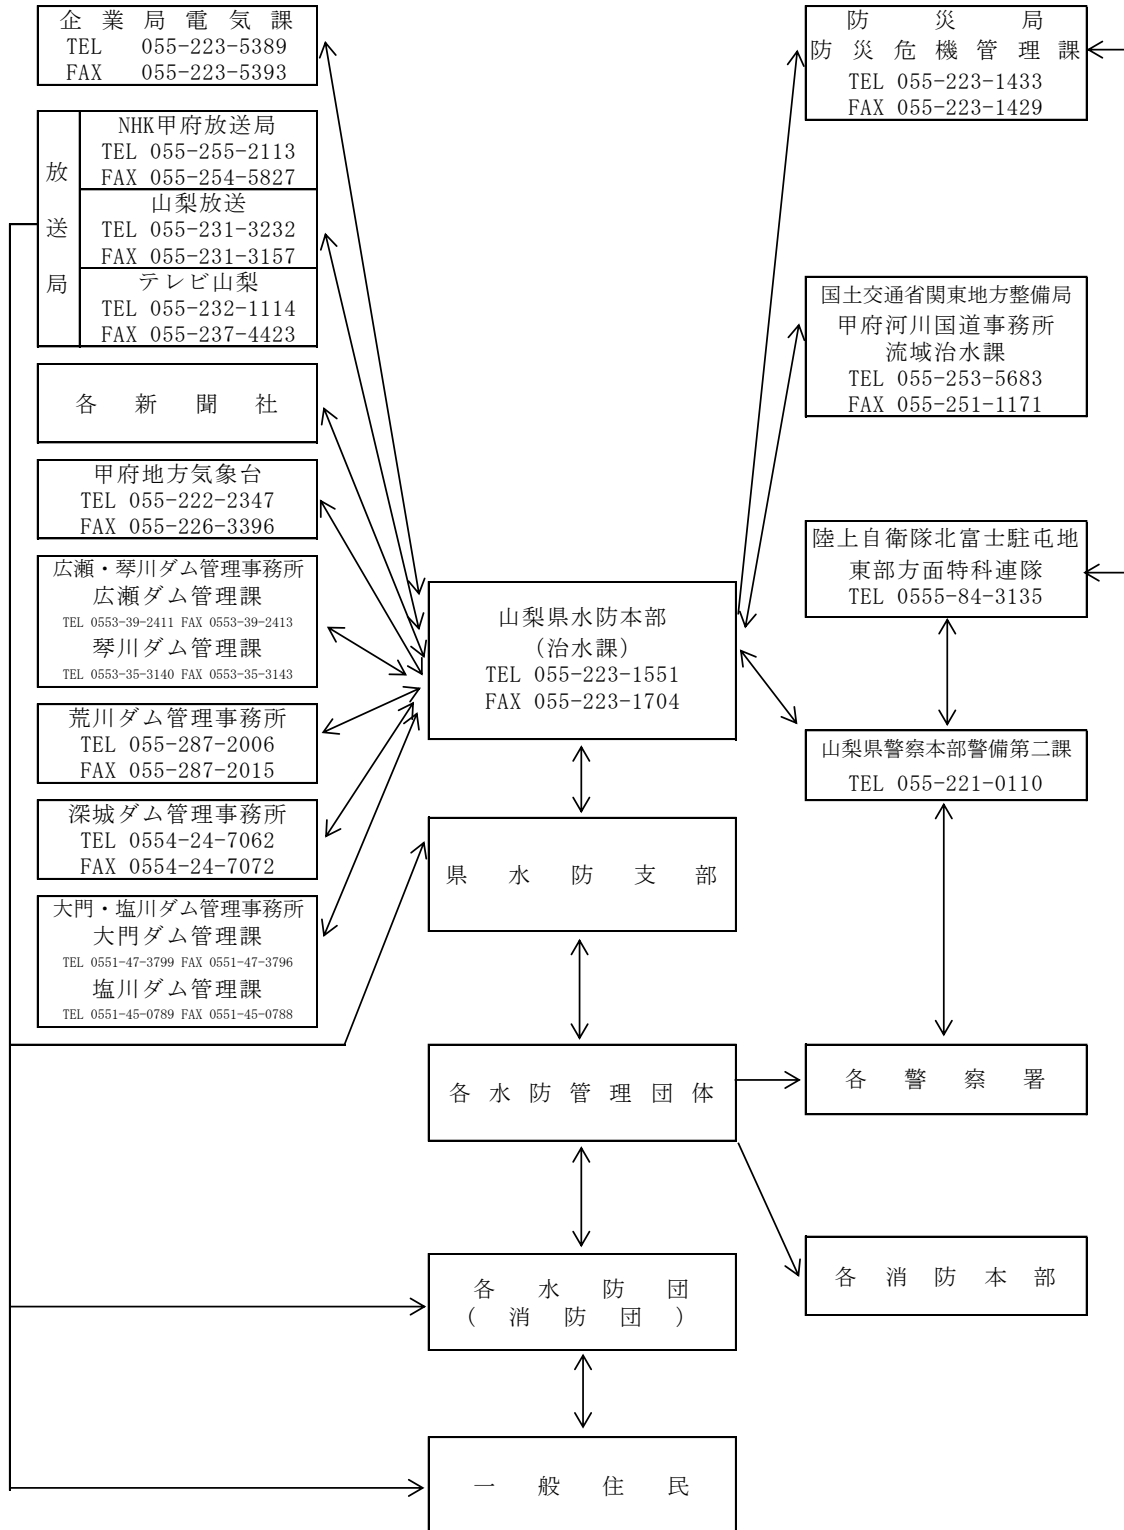 企業局電気課
TEL 055-223-5389
FAX 055-223-5393
放送局
NHK甲府放送局
TEL 055-255-2113
FAX 055-254-5827
山梨放送
TEL 055-231-3232
FAX 055-231-3157
テレビ山梨
TEL 055-232-1114
FAX 055-237-4423
各新聞社
甲府地方気象台
TEL 055-222-2347
FAX 055-226-3396
広瀬・琴川ダム管理事務所
広瀬ダム管理課
TEL 0553-39-2411 FAX 0553-39-2413
琴川ダム管理課
TEL 0553-35-3140 FAX 0553-35-3143
荒川ダム管理事務所
TEL 055-287-2006
FAX 055-287-2015
深城ダム管理事務所
TEL 0554-24-7062
FAX 0554-24-7072
大門・塩川ダム管理事務所
大門ダム管理課
TEL 0551-47-3799 FAX 0551-47-3796
塩川ダム管理課
TEL 0551-45-0789 FAX 0551-45-0788
山梨県水防本部
(治水課)
TEL 055-223-1551
FAX 055-223-1704
県水防支部
各水防管理団体
各水防団
(消防団)
一般住民
防災局
防災危機管理課
TEL 055-223-1433
FAX 055-223-1429
国土交通省関東地方整備局
甲府河川国道事務所
流域治水課
TEL 055-253-5683
FAX 055-251-1171
陸上自衛隊北富士駐屯地
東部方面特科連隊
TEL 0555-84-3135
山梨県警察本部警備第二課
TEL 055-221-0110
各警察署
各消防本部